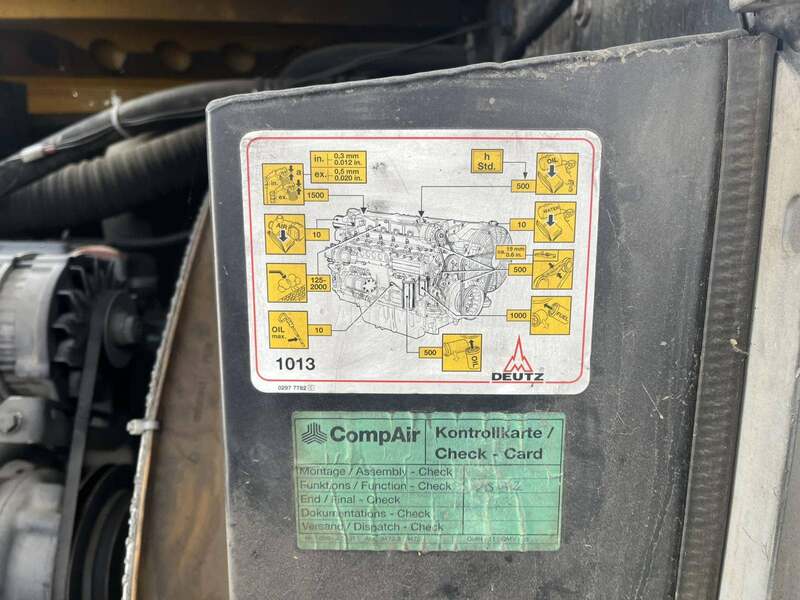 in. 0,3 mm
0.012 in.
ex. 0,5 mm
0.020 in.
h
Std.
in. a
ex.
1500
500
OIL
AIR
10
10
WATER
15 mm
0.6 in.
125-
2000
500
OIL
max.
10
1000
FUEL
500
OIL
1013
DEUTZ
0297 7782
CompAir
Kontrollkarte /
Check - Card
Montage / Assembly - Check
Funktions / Function - Check
End / Final - Check
Dokumentations - Check
Versand / Dispatch - Check